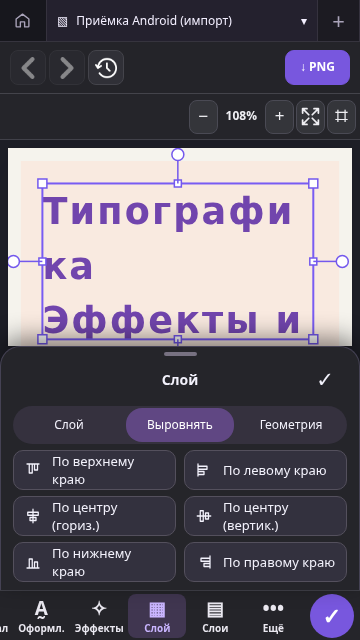 Приёмка Android (импорт)
↓ PNG
108%
Типографи
ка
Эффекты и
Слой
Слой
Выровнять
Геометрия
По верхнему
краю
По левому краю
По центру
(гориз.)
По центру
(вертик.)
По нижнему
краю
По правому краю
ал
Оформл.
Эффекты
Слой
Слои
Ещё